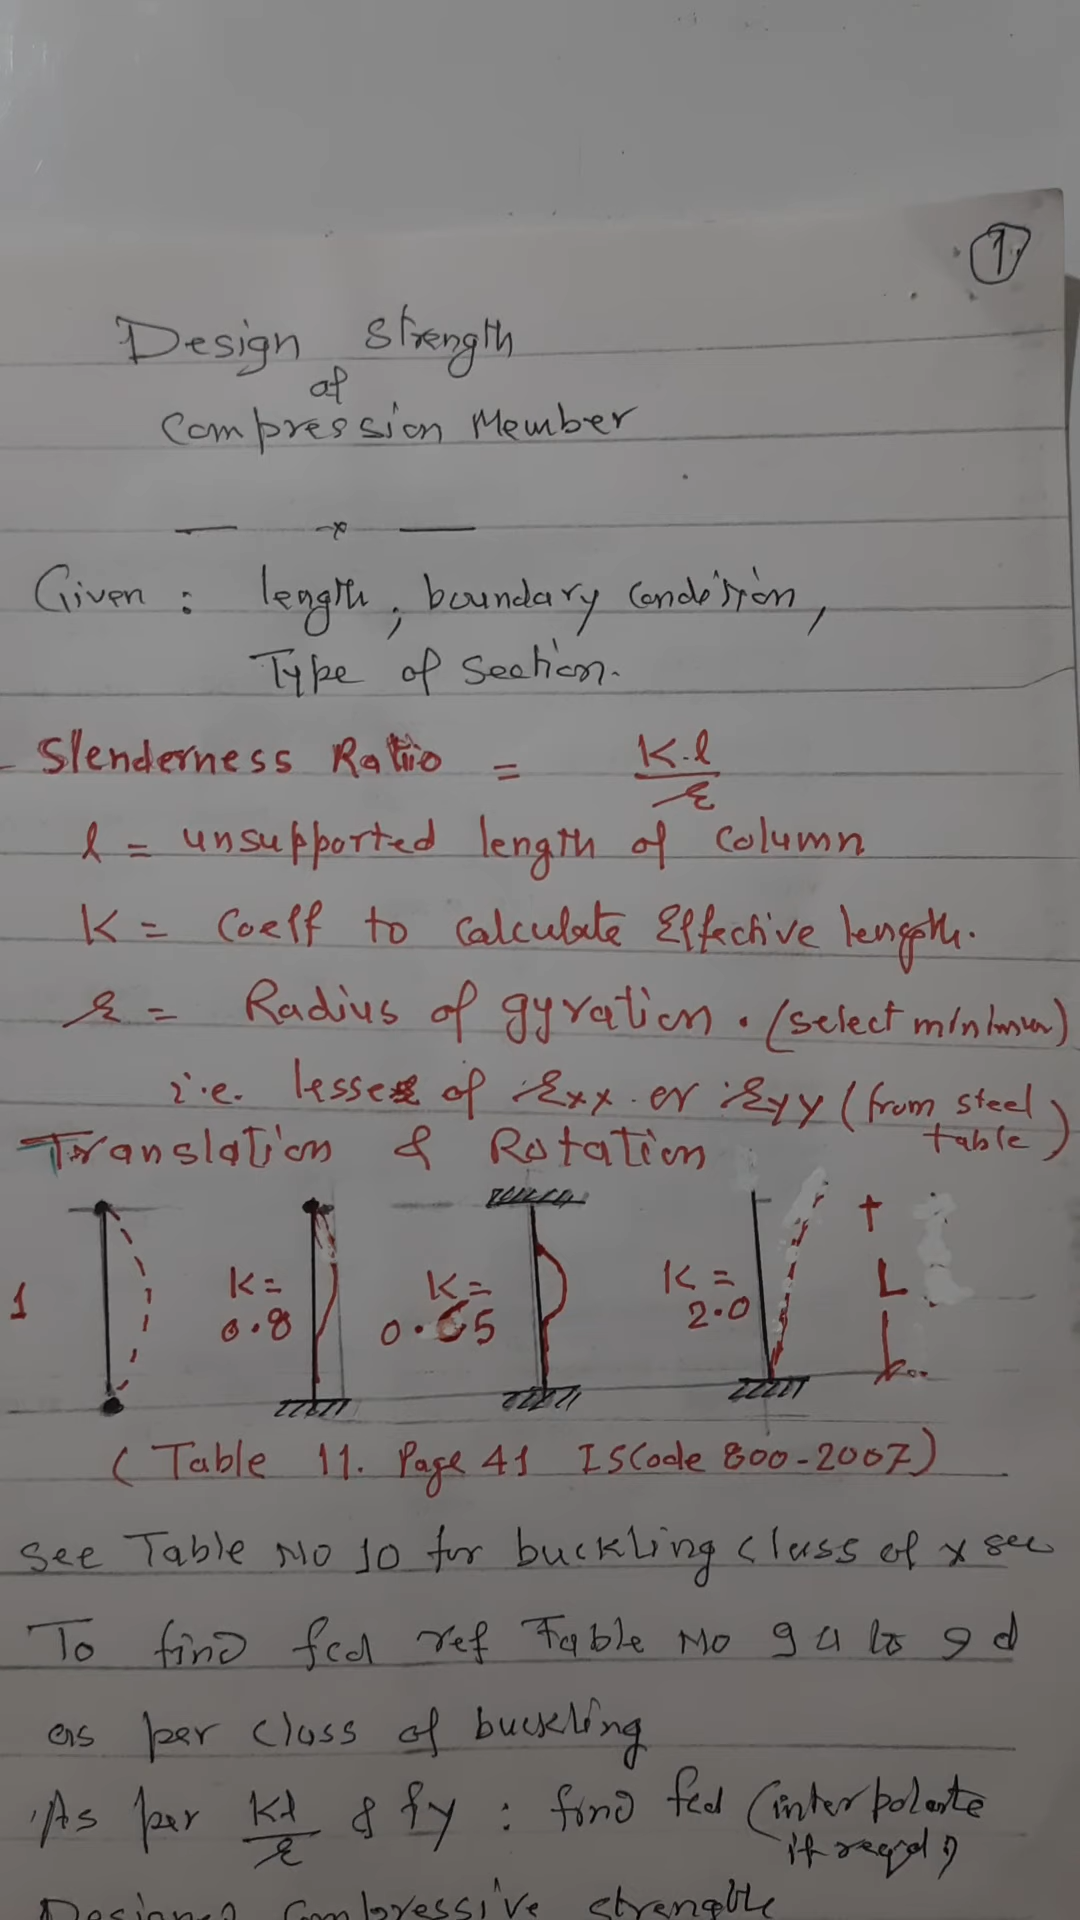 1
Design Strength
of
Compression Member
Given : length, boundary Condition,
Type of Section.
Slenderness Ratio = K.l / r
l = unsupported length of column
K = Coeff to Calculate Effective length.
r = Radius of gyration. (select minimum)
i.e. lesser of rxx or ryy (from steel table)
Translation & Rotation
1 K = 0.8 K = 0.65 K = 2.0
(Table 11. Page 41 IS Code 800-2007)
See Table No 10 for buckling class of x sec
To find fcd ref Table No 9 a to 9 d
as per class of buckling
As per Kl / r & fy : find fcd (interpolate if reqd)
Compressive strength